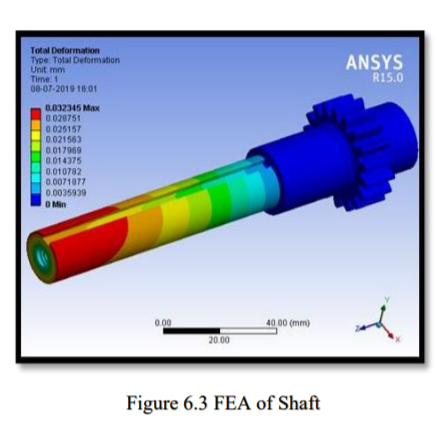 Total Deformation
Type: Total Deformation
Unit: mm
Time: 1
08-07-2019 16:01
0.032345 Max
0.028751
0.025157
0.021563
0.017969
0.014375
0.010782
0.0071877
0.0035939
0 Min
ANSYS
R15.0
0.00
40.00 (mm)
20.00
Y
Z
X
Figure 6.3 FEA of Shaft